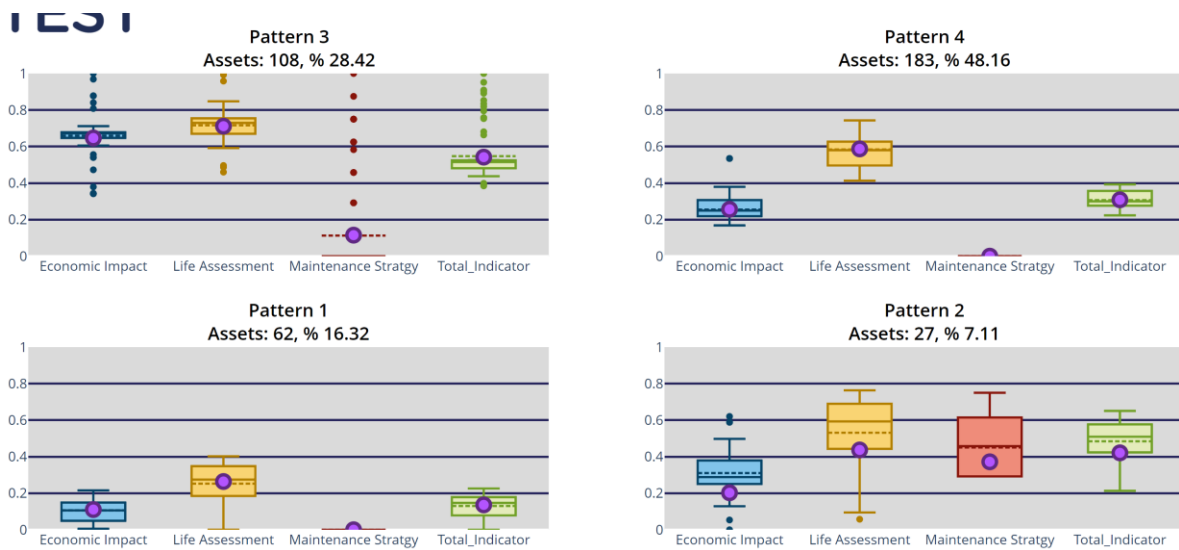 TEST
Pattern 3
Assets: 108, % 28.42
1
0.8
0.6
0.4
0.2
0
Economic Impact Life Assessment Maintenance Stratgy Total_Indicator
Pattern 4
Assets: 183, % 48.16
1
0.8
0.6
0.4
0.2
0
Economic Impact Life Assessment Maintenance Stratgy Total_Indicator
Pattern 1
Assets: 62, % 16.32
1
0.8
0.6
0.4
0.2
0
Economic Impact Life Assessment Maintenance Stratgy Total_Indicator
Pattern 2
Assets: 27, % 7.11
1
0.8
0.6
0.4
0.2
0
Economic Impact Life Assessment Maintenance Stratgy Total_Indicator